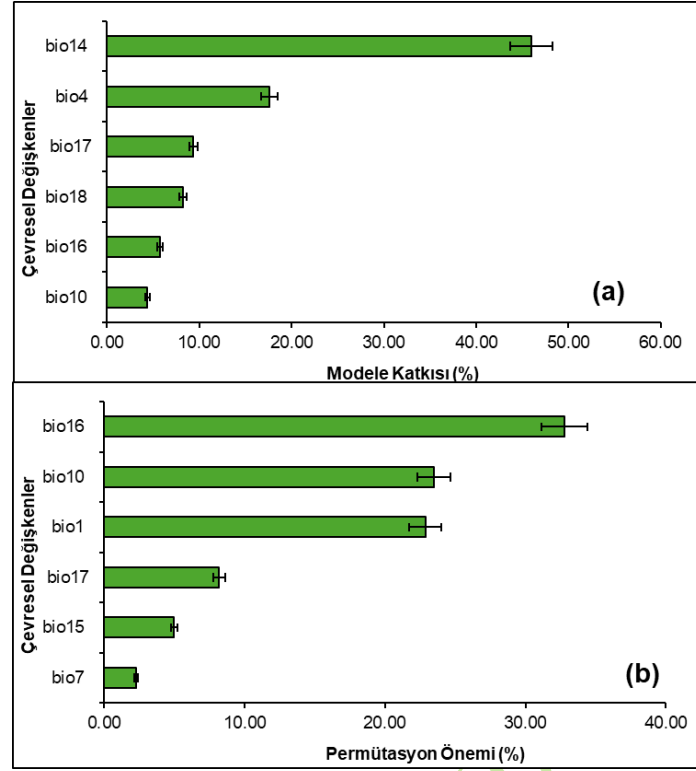 Çevresel Değişkenler
bio14
bio4
bio17
bio18
bio16
bio10
(a)
0.00 10.00 20.00 30.00 40.00 50.00 60.00
Modele Katkısı (%)
Çevresel Değişkenler
bio16
bio10
bio1
bio17
bio15
bio7
(b)
0.00 10.00 20.00 30.00 40.00
Permütasyon Önemi (%)